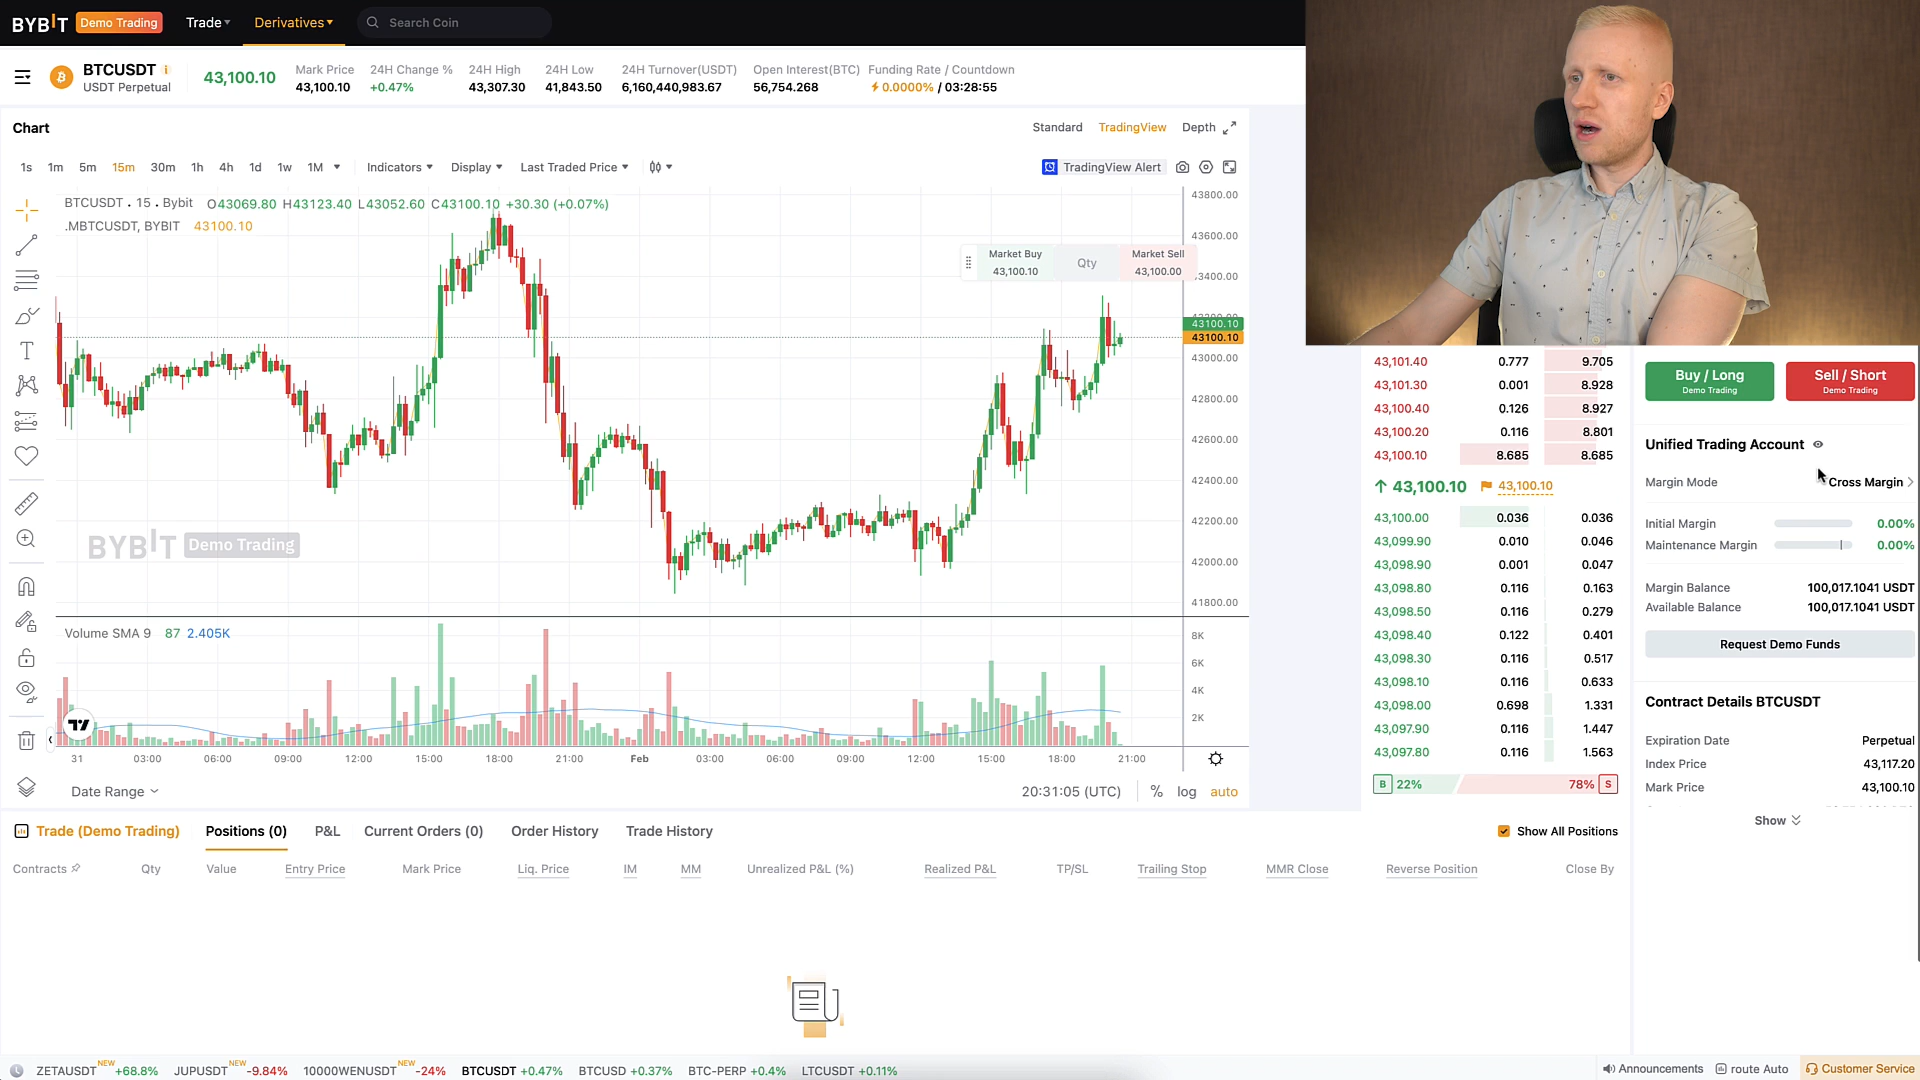 BYBIT Demo Trading Trade Derivatives Search Coin
BTCUSDT
USDT Perpetual
43,100.10
Mark Price
43,100.10
24H Change %
+0.47%
24H High
43,307.30
24H Low
41,843.50
24H Turnover(USDT)
6,160,440,983.67
Open Interest(BTC)
56,754.268
Funding Rate / Countdown
0.0000% / 03:28:55
Chart
Standard TradingView Depth
1s 1m 5m 15m 30m 1h 4h 1d 1w 1M Indicators Display Last Traded Price
TradingView Alert
BTCUSDT . 15 . Bybit O43069.80 H43123.40 L43052.60 C43100.10 +30.30 (+0.07%)
.MBTCUSDT, BYBIT 43100.10
Market Buy
43,100.10
Qty
Market Sell
43,100.00
43800.00
43600.00
43400.00
43200.00
43100.10
43100.10
43000.00
42800.00
42600.00
42400.00
42200.00
42000.00
41800.00
BYBIT Demo Trading
Volume SMA 9 87 2.405K
8K
6K
4K
2K
31 03:00 06:00 09:00 12:00 15:00 18:00 21:00 Feb 03:00 06:00 09:00 12:00 15:00 18:00 21:00
Date Range
20:31:05 (UTC) % log auto
43,101.40 0.777 9.705
43,101.30 0.001 8.928
43,100.40 0.126 8.927
43,100.20 0.116 8.801
43,100.10 8.685 8.685
43,100.10 43,100.10
43,100.00 0.036 0.036
43,099.90 0.010 0.046
43,098.90 0.001 0.047
43,098.80 0.116 0.163
43,098.50 0.116 0.279
43,098.40 0.122 0.401
43,098.30 0.116 0.517
43,098.10 0.116 0.633
43,098.00 0.698 1.331
43,097.90 0.116 1.447
43,097.80 0.116 1.563
B 22% 78% S
Buy / Long
Demo Trading
Sell / Short
Demo Trading
Unified Trading Account
Margin Mode Cross Margin
Initial Margin 0.00%
Maintenance Margin 0.00%
Margin Balance 100,017.1041 USDT
Available Balance 100,017.1041 USDT
Request Demo Funds
Contract Details BTCUSDT
Expiration Date Perpetual
Index Price 43,117.20
Mark Price 43,100.10
Show
Trade (Demo Trading) Positions (0) P&L Current Orders (0) Order History Trade History
Show All Positions
Contracts Qty Value Entry Price Mark Price Liq. Price IM MM Unrealized P&L (%) Realized P&L TP/SL Trailing Stop MMR Close Reverse Position Close By
ZETAUSDT NEW +68.8% JUPUSDT NEW -9.84% 10000WENUSDT NEW -24% BTCUSDT +0.47% BTCUSD +0.37% BTC-PERP +0.4% LTCUSDT +0.11%
Announcements route Auto Customer Service